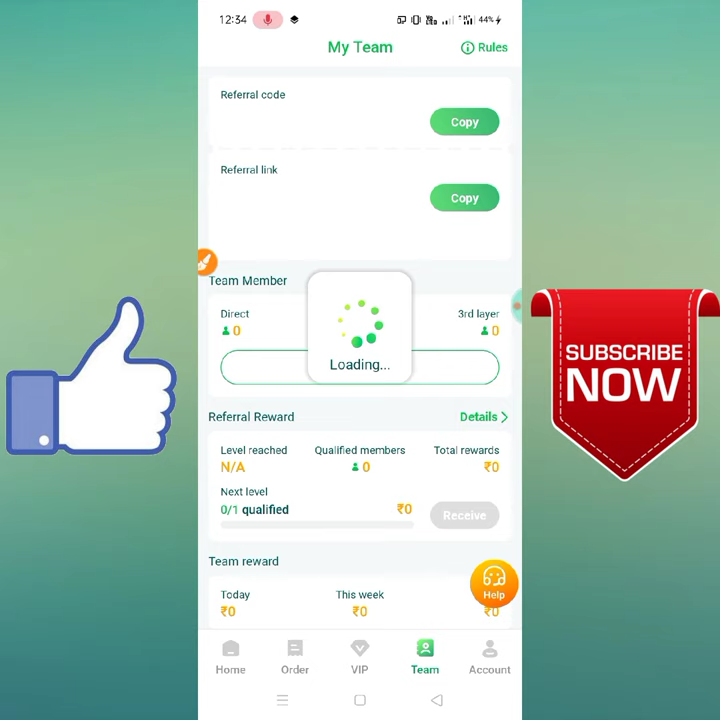 12:34
44%
My Team
Rules
Referral code
Copy
Referral link
Copy
Team Member
Direct
3rd layer
0
0
Loading...
Referral Reward
Details
Level reached
Qualified members
Total rewards
N/A
0
₹0
Next level
0/1 qualified
₹0
Receive
Team reward
Today
This week
₹0
₹0
₹0
Help
Home
Order
VIP
Team
Account
SUBSCRIBE
NOW